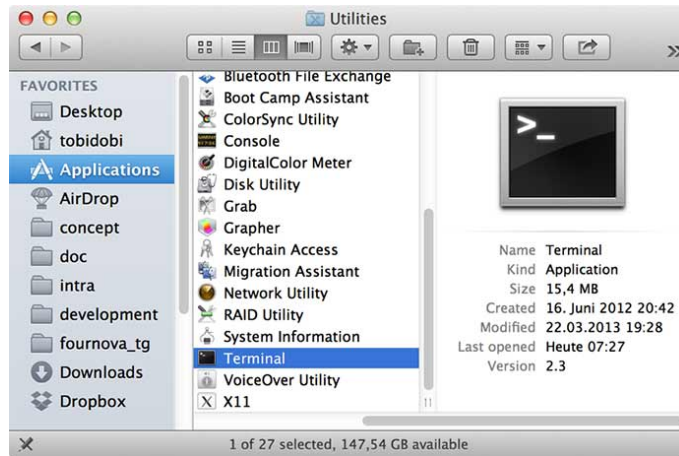 Utilities
FAVORITES
Desktop
tobidobi
Applications
AirDrop
concept
doc
intra
development
fournova_tg
Downloads
Dropbox
Bluetooth File Exchange
Boot Camp Assistant
ColorSync Utility
Console
DigitalColor Meter
Disk Utility
Grab
Grapher
Keychain Access
Migration Assistant
Network Utility
RAID Utility
System Information
Terminal
VoiceOver Utility
X11
>_
Name Terminal
Kind Application
Size 15,4 MB
Created 16. Juni 2012 20:42
Modified 22.03.2013 19:28
Last opened Heute 07:27
Version 2.3
1 of 27 selected, 147,54 GB available